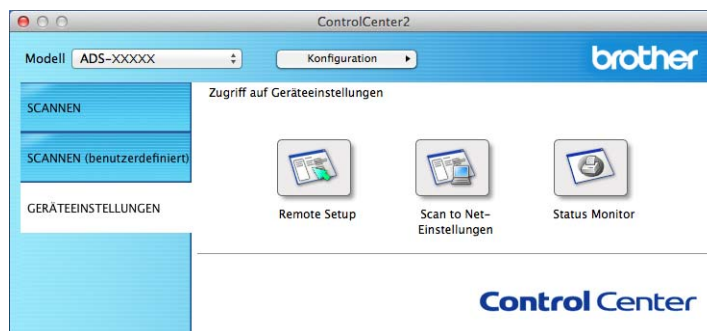 ControlCenter2
Modell ADS-XXXXX Konfiguration brother
SCANNEN
SCANNEN (benutzerdefiniert)
GERÄTEEINSTELLUNGEN
Zugriff auf Geräteeinstellungen
Remote Setup
Scan to Net-
Einstellungen
Status Monitor
Control Center